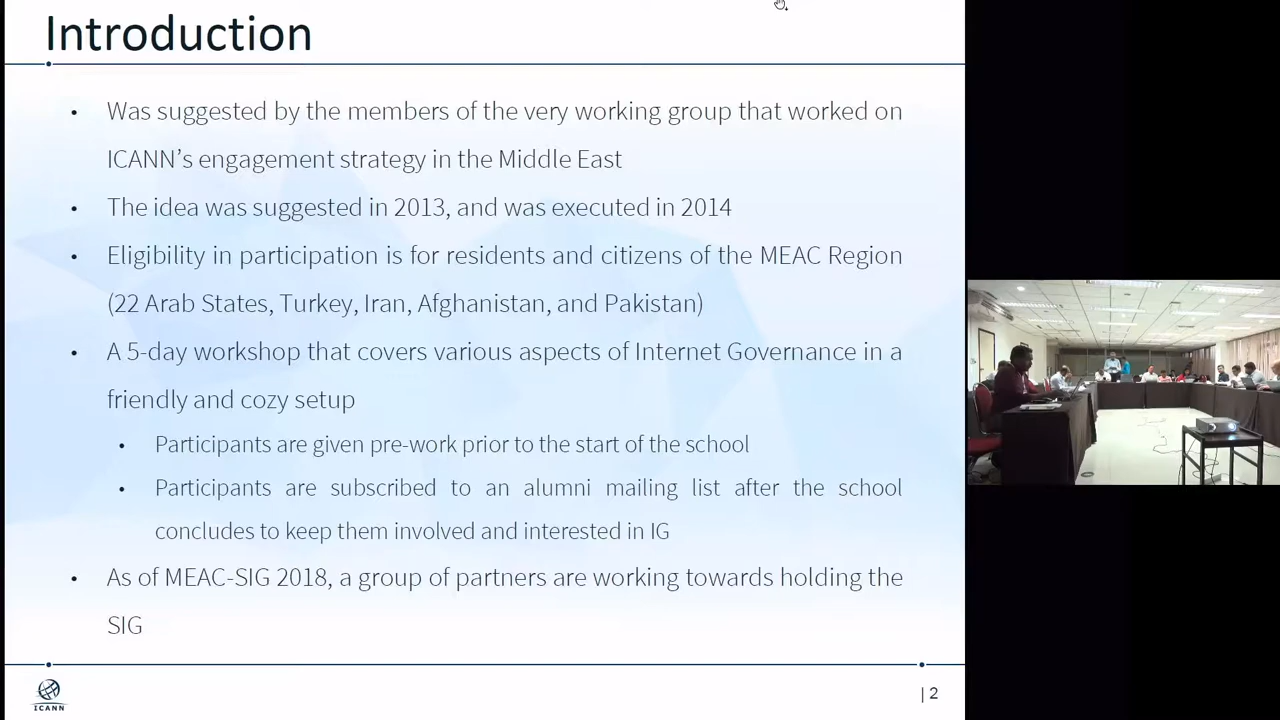 Introduction
• Was suggested by the members of the very working group that worked on
ICANN’s engagement strategy in the Middle East
• The idea was suggested in 2013, and was executed in 2014
• Eligibility in participation is for residents and citizens of the MEAC Region
(22 Arab States, Turkey, Iran, Afghanistan, and Pakistan)
• A 5-day workshop that covers various aspects of Internet Governance in a
friendly and cozy setup
• Participants are given pre-work prior to the start of the school
• Participants are subscribed to an alumni mailing list after the school
concludes to keep them involved and interested in IG
• As of MEAC-SIG 2018, a group of partners are working towards holding the
SIG
ICANN
| 2